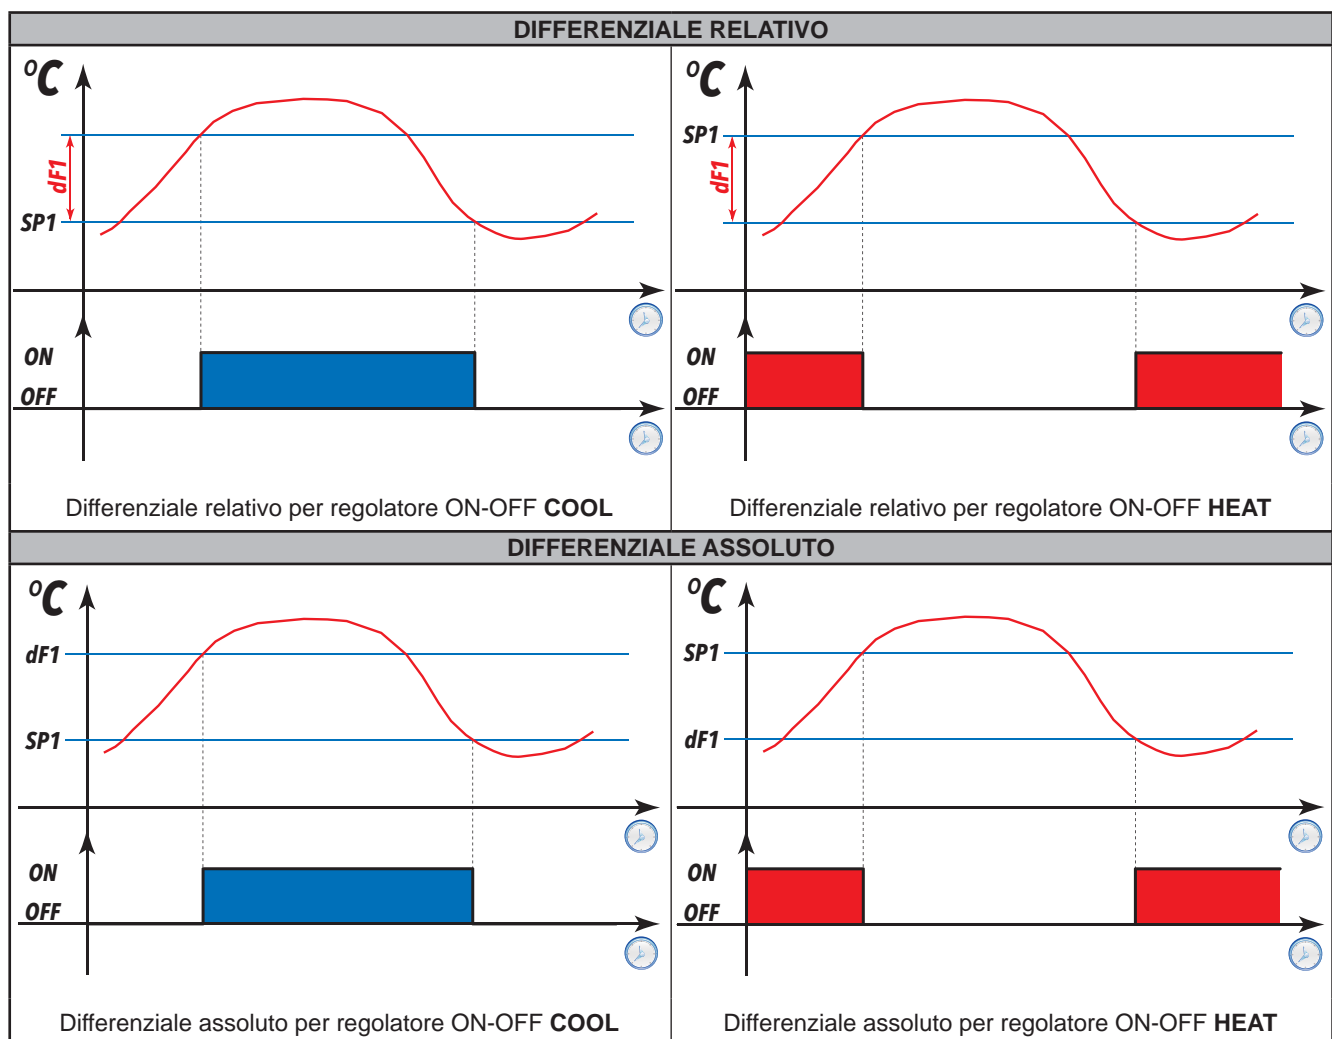 DIFFERENZIALE RELATIVO
°C
dF1
SP1
ON
OFF
Differenziale relativo per regolatore ON-OFF COOL
°C
SP1
dF1
ON
OFF
Differenziale relativo per regolatore ON-OFF HEAT
DIFFERENZIALE ASSOLUTO
°C
dF1
SP1
ON
OFF
Differenziale assoluto per regolatore ON-OFF COOL
°C
SP1
dF1
ON
OFF
Differenziale assoluto per regolatore ON-OFF HEAT